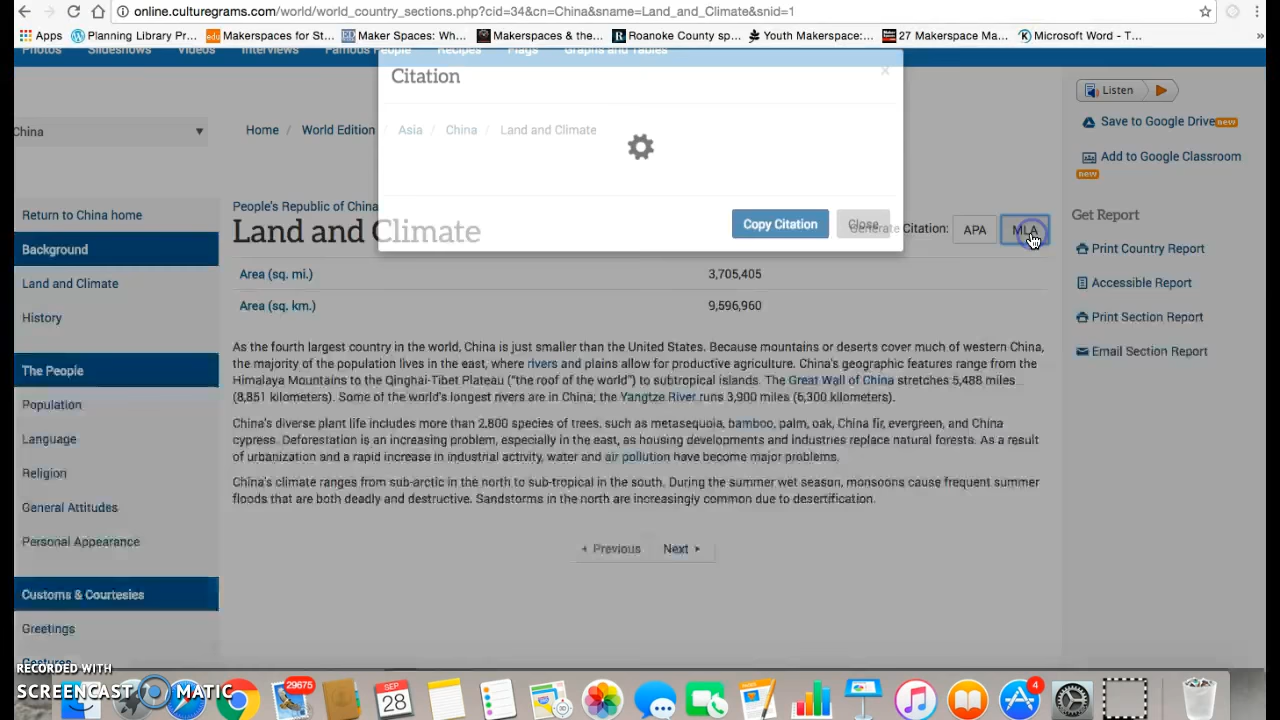 online.culturegrams.com/world/world_country_sections.php?cid=34&cn=China&sname=Land_and_Climate&snid=1
Apps Planning Library Pr... Makerspaces for St... Maker Spaces: Wh... Makerspaces & the... Roanoke County sp... Youth Makerspace:... 27 Makerspace Ma... Microsoft Word - T... »
Photos Slideshows Videos Interviews Famous People Recipes Flags Graphs and Tables
Citation ×
Listen
China
Home / World Edition / Asia / China / Land and Climate
Save to Google Drive new
Add to Google Classroom
new
Return to China home
People's Republic of China
Get Report
Land and Climate
Copy Citation Close
Generate Citation: APA MLA
Background
Print Country Report
Area (sq. mi.) 3,705,405
Land and Climate
Accessible Report
Area (sq. km.) 9,596,960
History
Print Section Report
As the fourth largest country in the world, China is just smaller than the United States. Because mountains or deserts cover much of western China,
Email Section Report
the majority of the population lives in the east, where rivers and plains allow for productive agriculture. China's geographic features range from the
The People
Himalaya Mountains to the Qinghai-Tibet Plateau ("the roof of the world") to subtropical islands. The Great Wall of China stretches 5,488 miles
(8,851 kilometers). Some of the world's longest rivers are in China; the Yangtze River runs 3,900 miles (6,300 kilometers).
Population
China's diverse plant life includes more than 2,800 species of trees, such as metasequoia, bamboo, palm, oak, China fir, evergreen, and China
Language
cypress. Deforestation is an increasing problem, especially in the east, as housing developments and industries replace natural forests. As a result
of urbanization and a rapid increase in industrial activity, water and air pollution have become major problems.
Religion
China's climate ranges from sub-arctic in the north to sub-tropical in the south. During the summer wet season, monsoons cause frequent summer
floods that are both deadly and destructive. Sandstorms in the north are increasingly common due to desertification.
General Attitudes
Personal Appearance
Previous Next
Customs & Courtesies
Greetings
Gestures
RECORDED WITH
SCREENCAST MATIC
29675
SEP
28
4